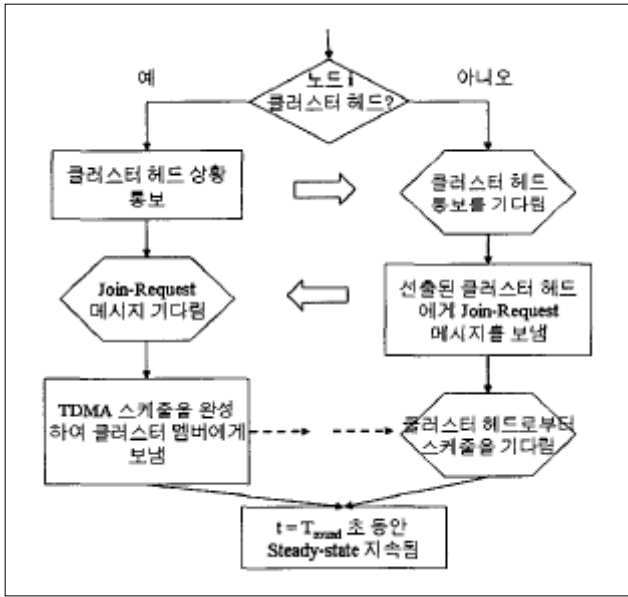 예
노드 i
클러스터 헤드?
아니오
클러스터 헤드 상황
통보
클러스터 헤드
통보를 기다림
Join-Request
메시지 기다림
선출된 클러스터 헤드
에게 Join-Request
메시지를 보냄
TDMA 스케줄을 완성
하여 클러스터 멤버에게
보냄
클러스터 헤드로부터
스케줄을 기다림
t = Tround 초 동안
Steady-state 지속됨